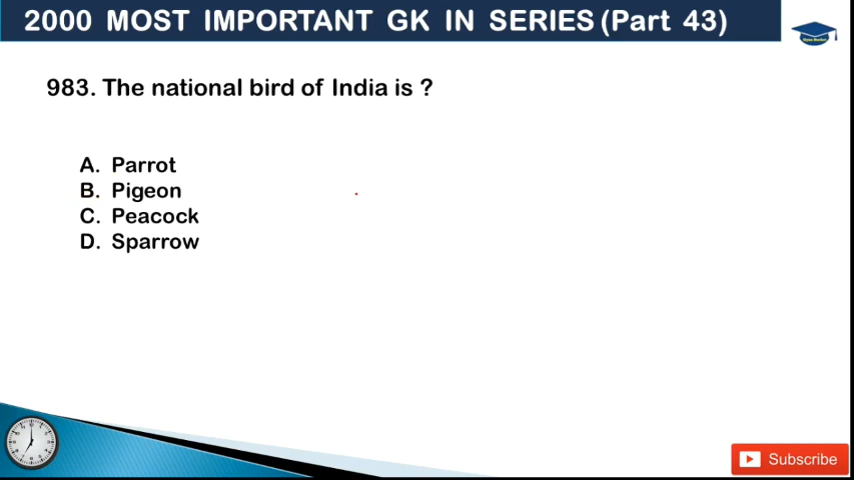 2000 MOST IMPORTANT GK IN SERIES (Part 43)
983. The national bird of India is ?
A. Parrot
B. Pigeon
C. Peacock
D. Sparrow
Subscribe